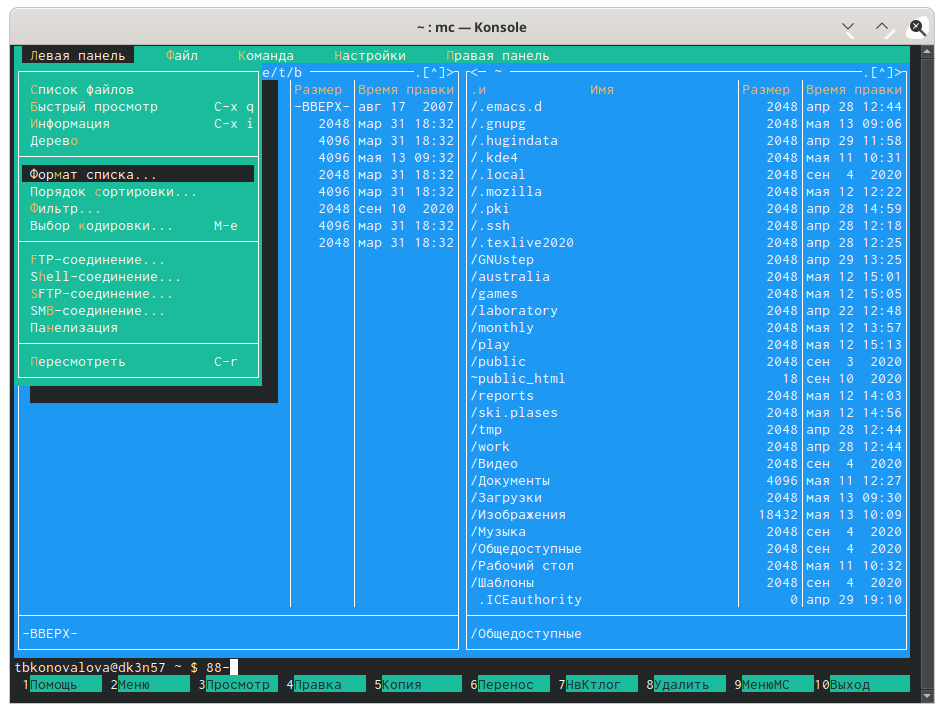 ~ : mc — Konsole
Левая панель Файл Команда Настройки Правая панель
e/t/b .[^]> <— ~ .[^]>
Список файлов
Быстрый просмотр C-x q
Информация C-x i
Дерево
Формат списка...
Порядок сортировки...
Фильтр...
Выбор кодировки... M-e
FTP-соединение...
Shell-соединение...
SFTP-соединение...
SMB-соединение...
Панелизация
Пересмотреть C-r
Размер Время правки
-ВВЕРХ- авг 17 2007
2048 мар 31 18:32
4096 мар 31 18:32
4096 мая 13 09:32
2048 мар 31 18:32
4096 мар 31 18:32
2048 сен 10 2020
4096 мар 31 18:32
2048 мар 31 18:32
-ВВЕРХ-
.и Имя Размер Время правки
/.emacs.d 2048 апр 28 12:44
/.gnupg 2048 мая 13 09:06
/.hugindata 2048 апр 29 11:58
/.kde4 2048 мая 11 10:31
/.local 2048 сен 4 2020
/.mozilla 2048 мая 12 12:22
/.pki 2048 апр 28 14:59
/.ssh 2048 апр 28 12:18
/.texlive2020 2048 апр 28 12:25
/GNUstep 2048 апр 29 13:25
/australia 2048 мая 12 15:01
/games 2048 мая 12 15:05
/laboratory 2048 апр 22 12:48
/monthly 2048 мая 12 13:57
/play 2048 мая 12 15:13
/public 2048 сен 3 2020
~public_html 18 сен 10 2020
/reports 2048 мая 12 14:03
/ski.plases 2048 мая 12 14:56
/tmp 2048 апр 28 12:44
/work 2048 апр 28 12:44
/Видео 2048 сен 4 2020
/Документы 4096 мая 11 12:27
/Загрузки 2048 мая 13 09:30
/Изображения 18432 мая 13 10:09
/Музыка 2048 сен 4 2020
/Общедоступные 2048 сен 4 2020
/Рабочий стол 2048 мая 11 10:32
/Шаблоны 2048 сен 4 2020
.ICEauthority 0 апр 29 19:10
/Общедоступные
tbkonovalova@dk3n57 ~ $ 88-
1Помощь 2Меню 3Просмотр 4Правка 5Копия 6Перенос 7НвКтлог 8Удалить 9МенюМС 10Выход